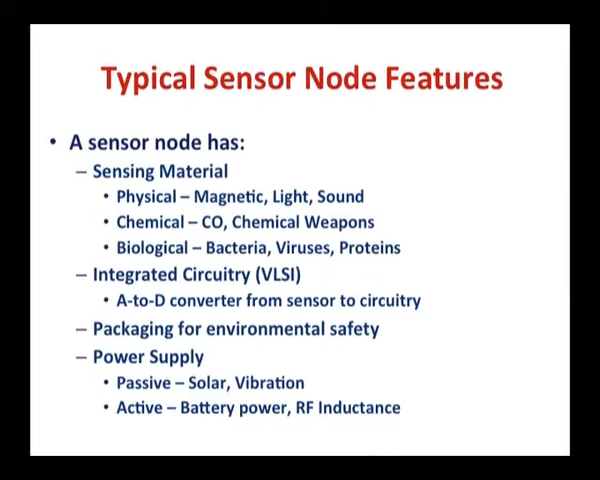 Typical Sensor Node Features
• A sensor node has:
– Sensing Material
• Physical – Magnetic, Light, Sound
• Chemical – CO, Chemical Weapons
• Biological – Bacteria, Viruses, Proteins
– Integrated Circuitry (VLSI)
• A-to-D converter from sensor to circuitry
– Packaging for environmental safety
– Power Supply
• Passive – Solar, Vibration
• Active – Battery power, RF Inductance